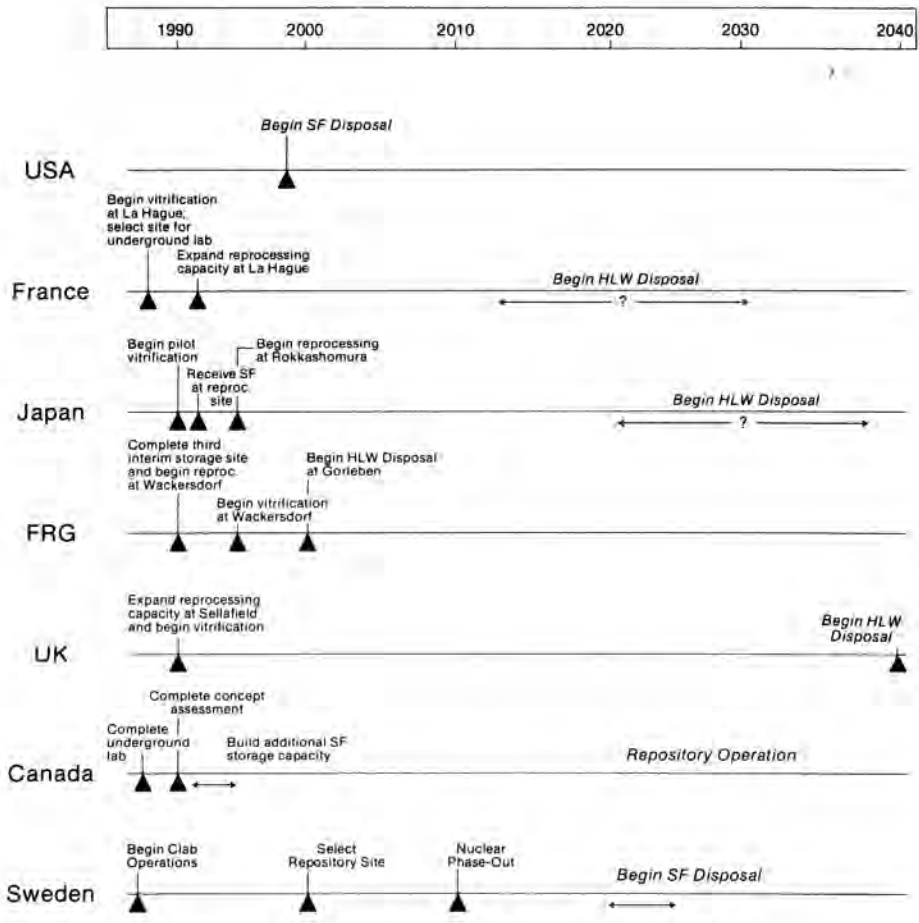 1990 2000 2010 2020 2030 2040
Begin SF Disposal
USA
Begin vitrification
at La Hague;
select site for
underground lab
Expand reprocessing
capacity at La Hague
Begin HLW Disposal
France
?
Begin pilot
vitrification
Receive SF
at reproc.
site
Begin reprocessing
at Rokkashomura
Begin HLW Disposal
Japan
?
Complete third
interim storage site
and begin reproc.
at Wackersdorf
Begin vitrification
at Wackersdorf
Begin HLW Disposal
at Gorleben
FRG
Expand reprocessing
capacity at Sellafield
and begin vitrification
Begin HLW
Disposal
UK
Complete concept
assessment
Complete
underground
lab
Build additional SF
storage capacity
Repository Operation
Canada
Begin Clab
Operations
Select
Repository Site
Nuclear
Phase-Out
Begin SF Disposal
Sweden